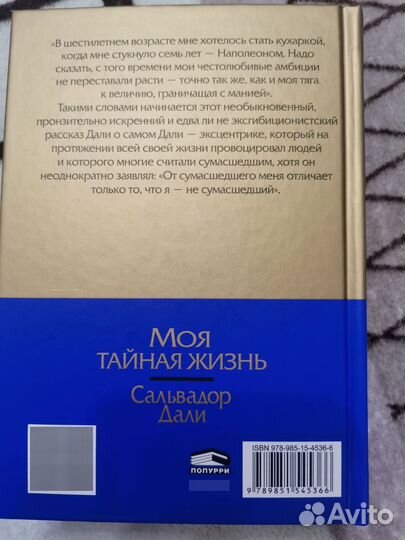 «В шестилетнем возрасте мне хотелось стать кухаркой,
когда мне стукнуло семь лет — Наполеоном. Надо
сказать, с того времени мои честолюбивые амбиции
не переставали расти — точно так же, как и моя тяга
к величию, граничащая с манией».
Такими словами начинается этот необыкновенный,
пронзительно искренний и едва ли не эксгибиционистский
рассказ Дали о самом Дали — эксцентрике, который на
протяжении всей своей жизни провоцировал людей
и которого многие считали сумасшедшим, хотя он
неоднократно заявлял: «От сумасшедшего меня отличает
только то, что я — не сумасшедший».
Моя
тайная жизнь
Сальвадор
Дали
ПОПУРРИ
ISBN 978-985-15-4536-6
9 789851 545366
Avito